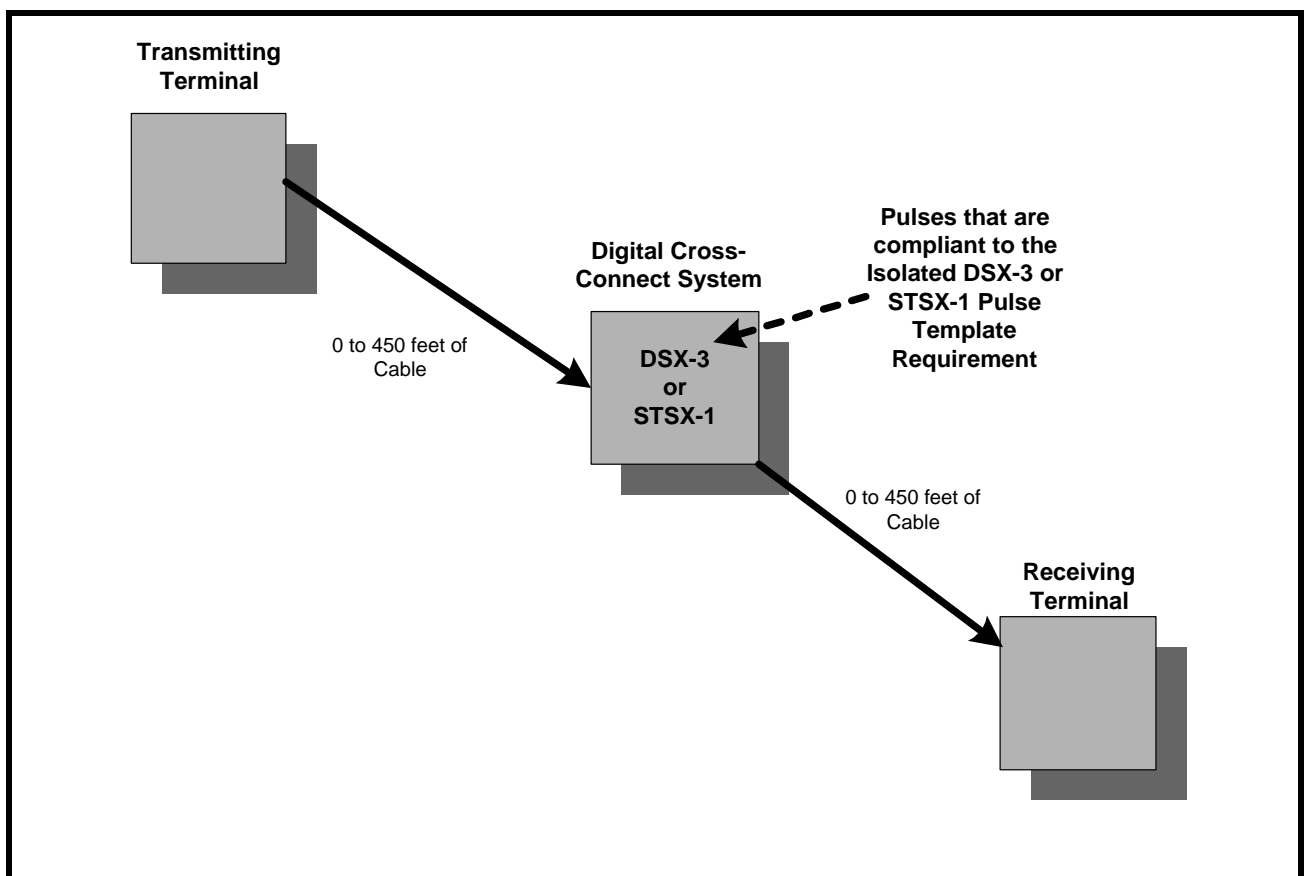 Transmitting
Terminal
Digital Cross-
Connect System
Pulses that are
compliant to the
Isolated DSX-3 or
STSX-1 Pulse
Template
Requirement
0 to 450 feet of
Cable
DSX-3
or
STSX-1
0 to 450 feet of
Cable
Receiving
Terminal